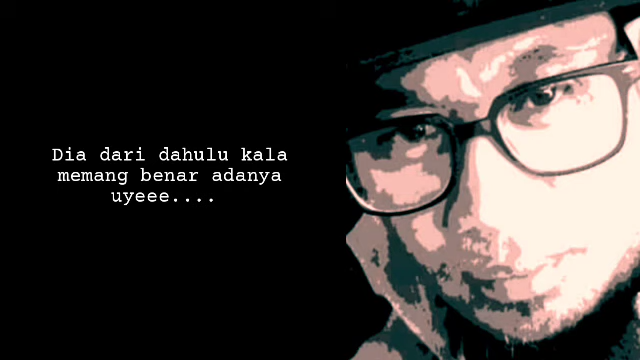 Dia dari dahulu kala
memang benar adanya
uyeee....